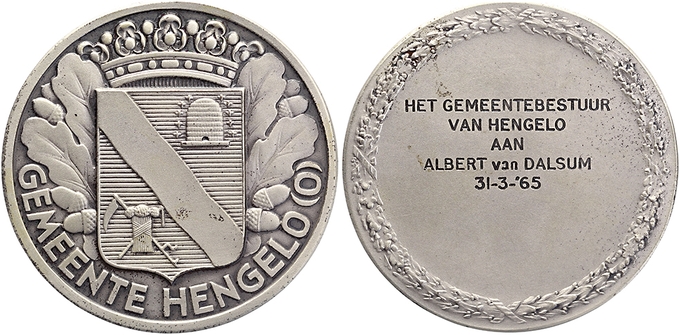 GEMEENTE HENGELO (O)
HET GEMEENTEBESTUUR
VAN HENGELO
AAN
ALBERT van DALSUM
31-3-'65